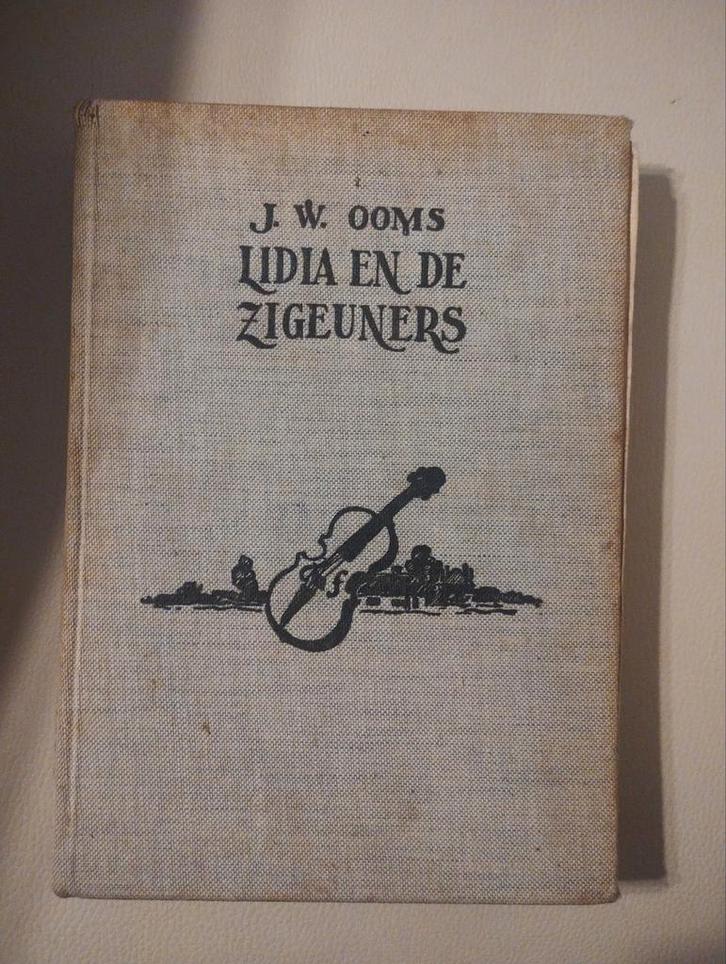 J. W. OOMS
LIDIA EN DE
ZIGEUNERS